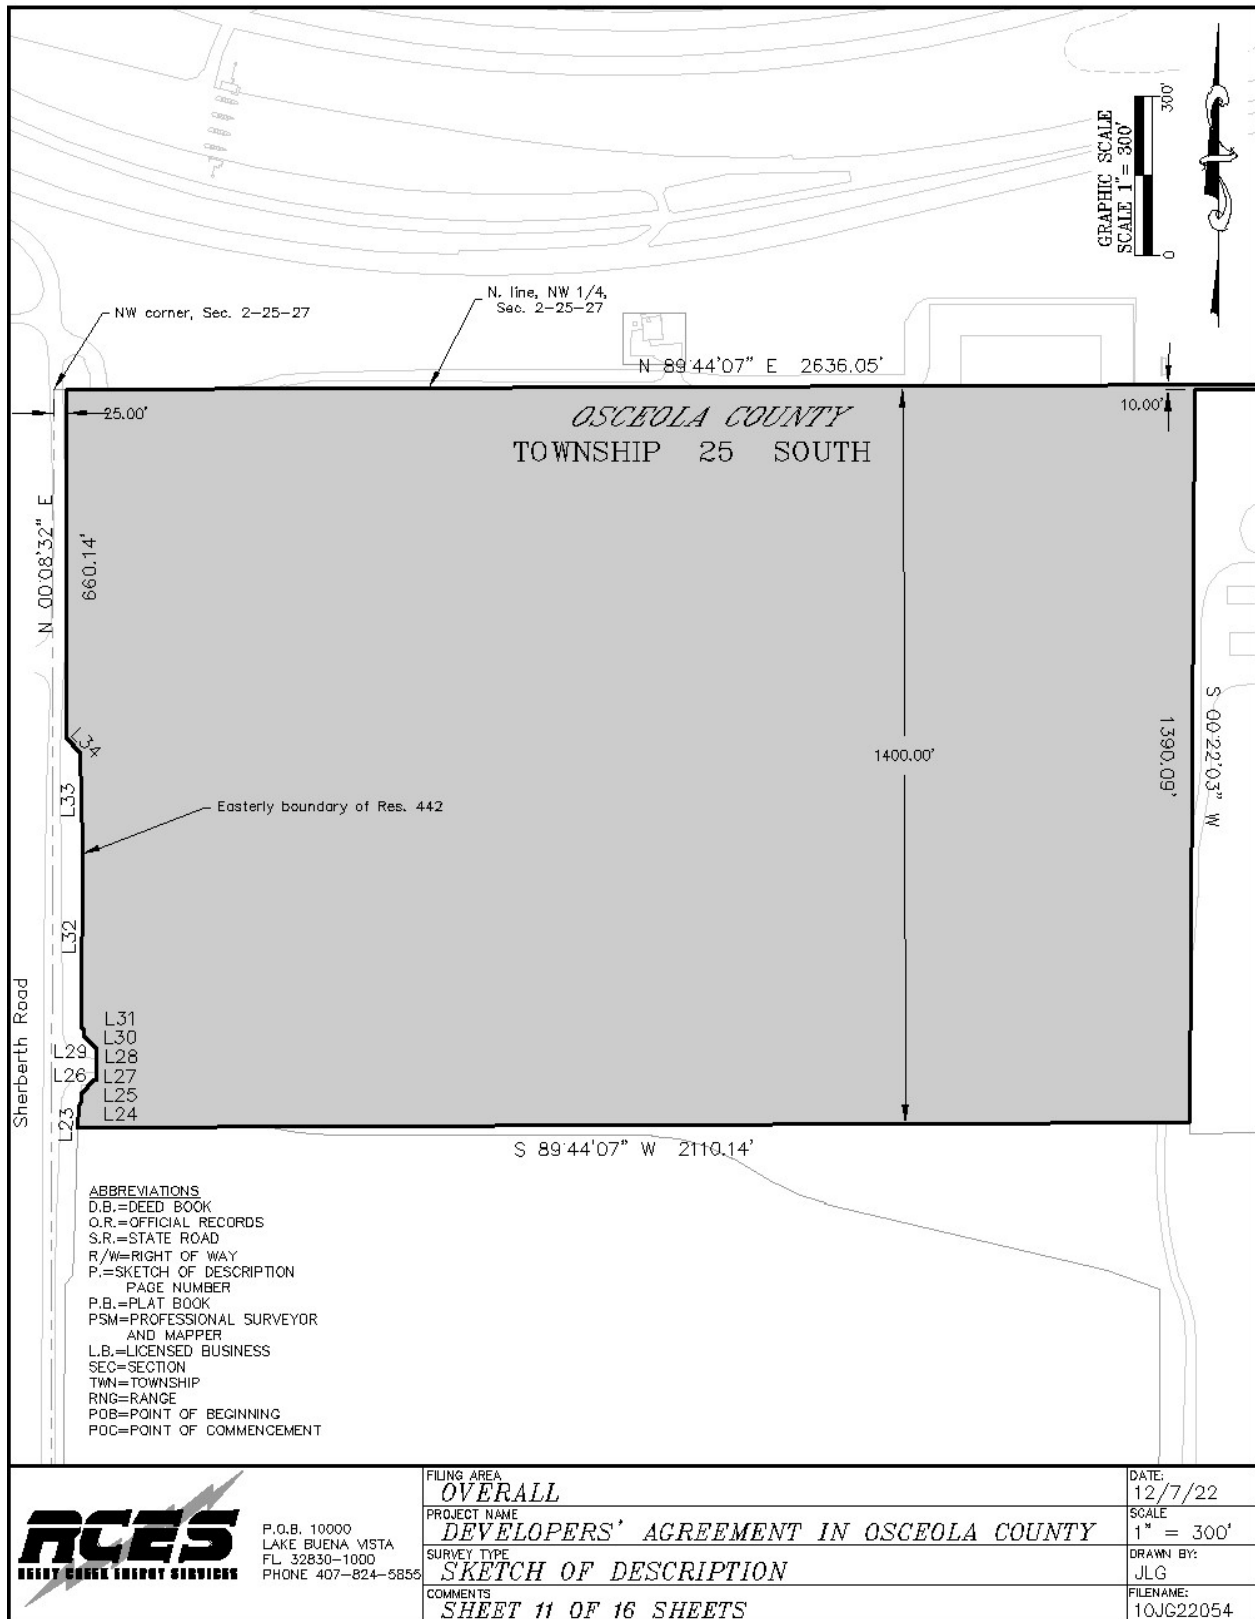 GRAPHIC SCALE
SCALE 1"= 300'
0
300'
NW corner, Sec. 2-25-27
N. line, NW 1/4,
Sec. 2-25-27
N 89°44'07" E 2636.05'
25.00'
10.00'
OSCEOLA COUNTY
TOWNSHIP 25 SOUTH
N 00°08'32" E
660.14'
L34
L33
Easterly boundary of Res. 442
1400.00'
1390.09'
S 00°22'03" W
L32
Sherberth Road
L31
L30
L29
L28
L26
L27
L25
L24
L23
S 89°44'07" W 2110.14'
ABBREVIATIONS
D.B.=DEED BOOK
O.R.=OFFICIAL RECORDS
S.R.=STATE ROAD
R/W=RIGHT OF WAY
P.=SKETCH OF DESCRIPTION
PAGE NUMBER
P.B.=PLAT BOOK
PSM=PROFESSIONAL SURVEYOR
AND MAPPER
L.B.=LICENSED BUSINESS
SEC=SECTION
TWN=TOWNSHIP
RNG=RANGE
POB=POINT OF BEGINNING
POC=POINT OF COMMENCEMENT
RCES
REEDY CREEK ENERGY SERVICES
P.O.B. 10000
LAKE BUENA VISTA
FL 32830-1000
PHONE 407-824-5855
FILING AREA
OVERALL
PROJECT NAME
DEVELOPERS' AGREEMENT IN OSCEOLA COUNTY
SURVEY TYPE
SKETCH OF DESCRIPTION
COMMENTS
SHEET 11 OF 16 SHEETS
DATE:
12/7/22
SCALE
1" = 300'
DRAWN BY:
JLG
FILENAME:
10JG22054